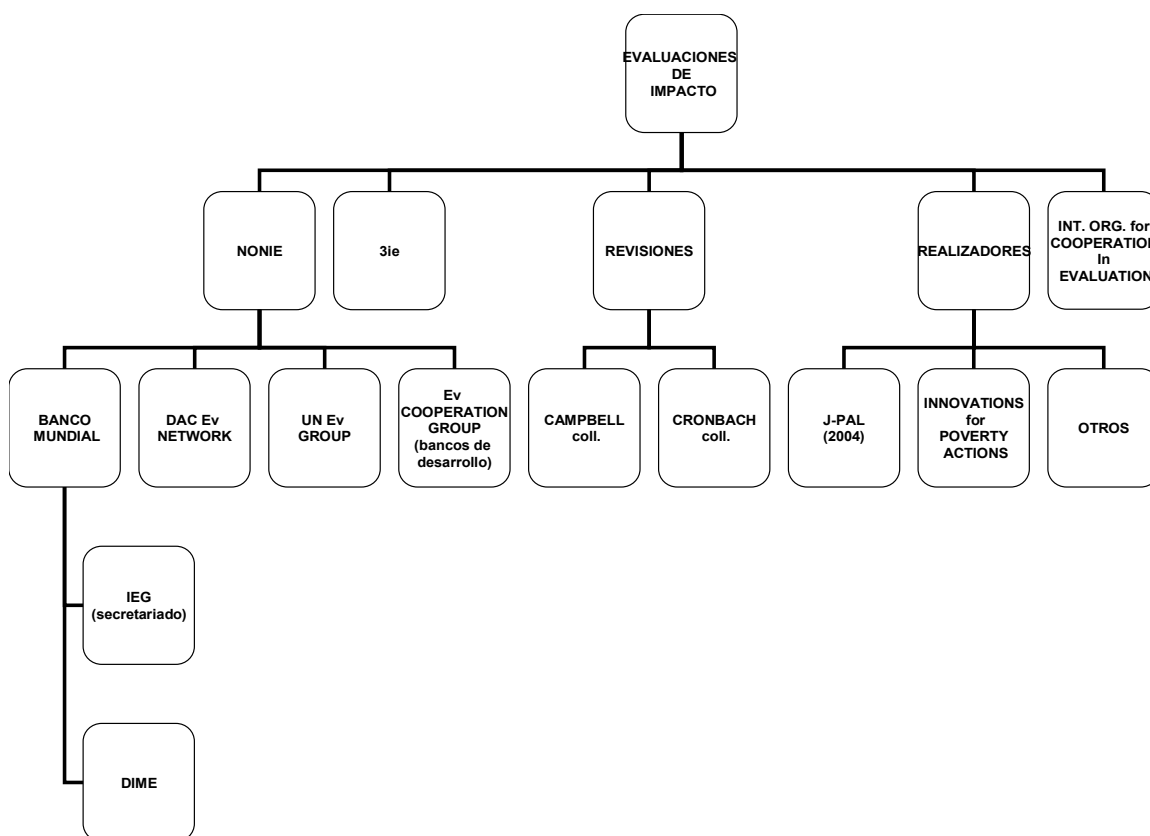 EVALUACIONES
DE
IMPACTO
NONIE
3ie
REVISIONES
REALIZADORES
INT. ORG. for
COOPERATION
In
EVALUATION
BANCO
MUNDIAL
DAC Ev
NETWORK
UN Ev
GROUP
Ev
COOPERATION
GROUP
(bancos de
desarrollo)
CAMPBELL
coll.
CRONBACH
coll.
J-PAL
(2004)
INNOVATIONS
for
POVERTY
ACTIONS
OTROS
IEG
(secretariado)
DIME